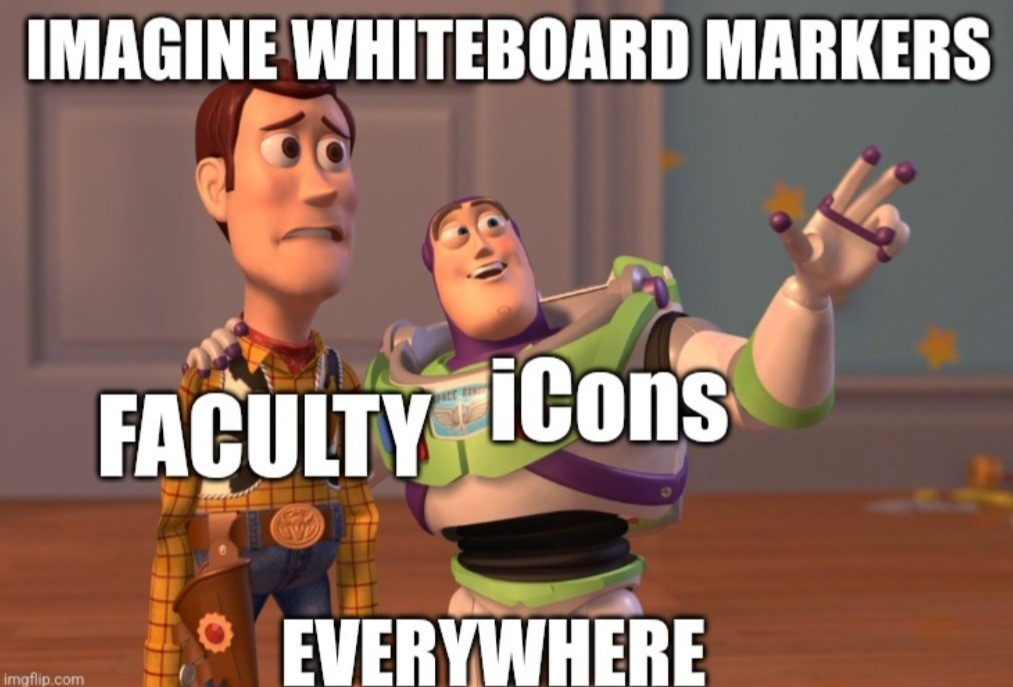 IMAGINE WHITEBOARD MARKERS
iCons
FACULTY
EVERYWHERE
imgflip.com